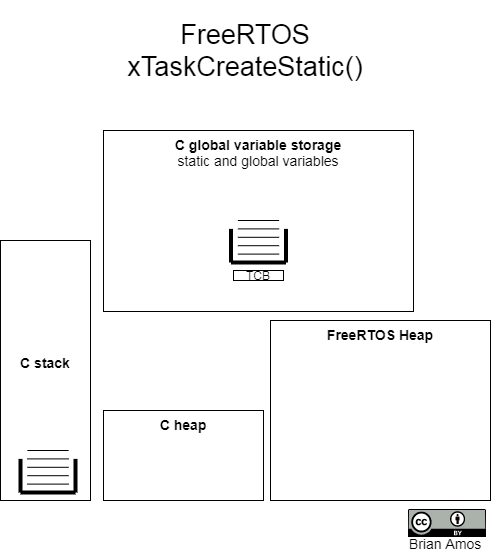 FreeRTOS
xTaskCreateStatic()
C global variable storage
static and global variables
TCB
C stack
FreeRTOS Heap
C heap
cc
BY
Brian Amos